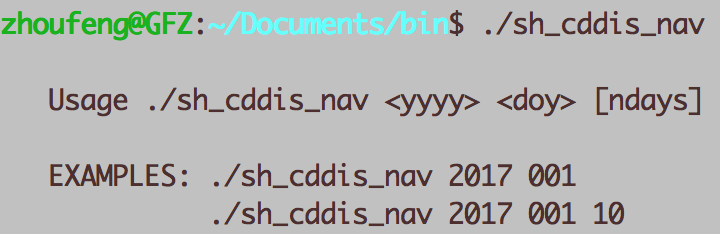 zhoufeng@GFZ:~/Documents/bin$ ./sh_cddis_nav
Usage ./sh_cddis_nav <yyyy> <doy> [ndays]
EXAMPLES: ./sh_cddis_nav 2017 001
./sh_cddis_nav 2017 001 10